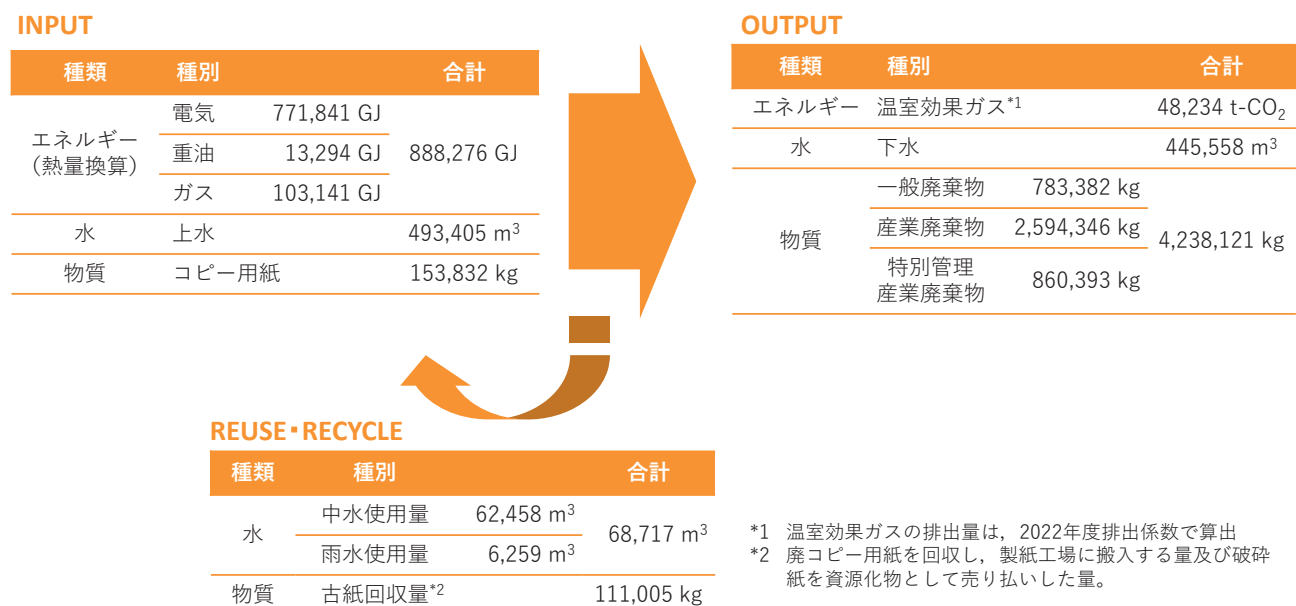 INPUT
種類 種別 合計
エネルギー
（熱量換算）
電気 771,841 GJ
重油 13,294 GJ
888,276 GJ
ガス 103,141 GJ
水 上水 493,405 m³
物質 コピー用紙 153,832 kg
OUTPUT
種類 種別 合計
エネルギー 温室効果ガス*1 48,234 t-CO₂
水 下水 445,558 m³
物質
一般廃棄物 783,382 kg
産業廃棄物 2,594,346 kg
4,238,121 kg
特別管理
産業廃棄物
860,393 kg
REUSE・RECYCLE
種類 種別 合計
水
中水使用量 62,458 m³
68,717 m³
雨水使用量 6,259 m³
物質 古紙回収量*2 111,005 kg
*1 温室効果ガスの排出量は，2022年度排出係数で算出
*2 廃コピー用紙を回収し，製紙工場に搬入する量及び破砕
紙を資源化物として売り払いした量。